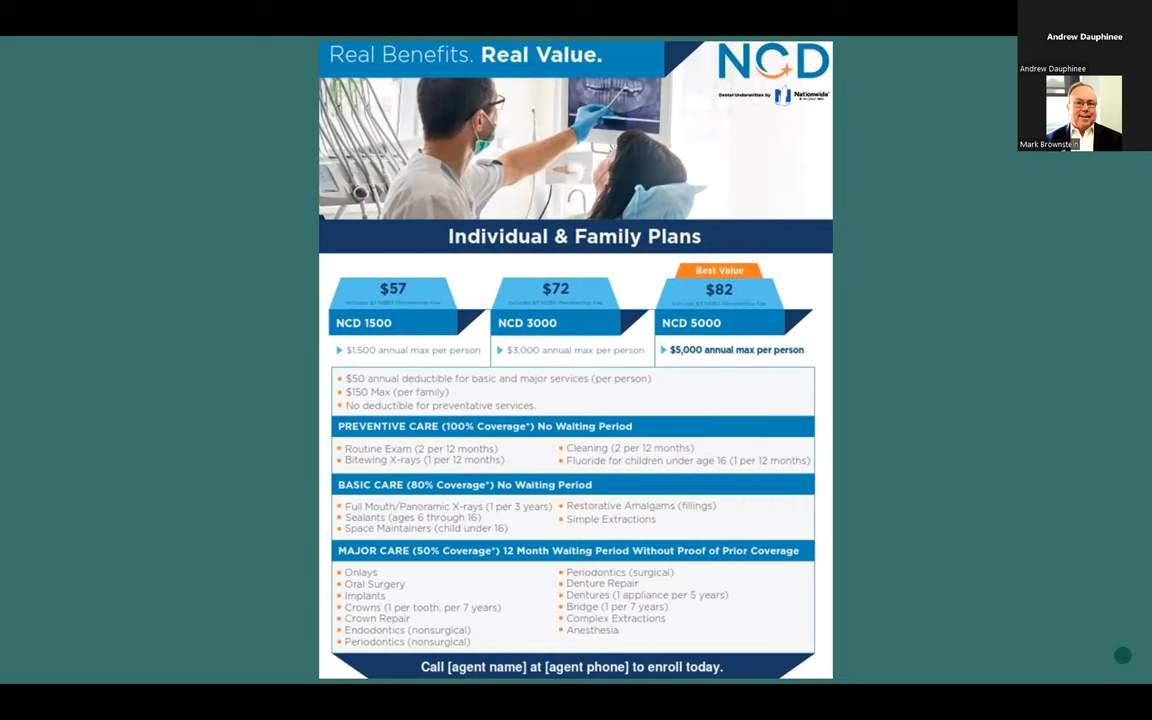 Real Benefits. Real Value.
NCD
Dental Underwritten by Nationwide
Andrew Dauphinee
Andrew Dauphinee
Mark Brownstein
Individual & Family Plans
Best Value
$57
$72
$82
NCD 1500
NCD 3000
NCD 5000
$1,500 annual max per person
$3,000 annual max per person
$5,000 annual max per person
• $50 annual deductible for basic and major services (per person)
• $150 Max (per family)
• No deductible for preventative services.
PREVENTIVE CARE (100% Coverage*) No Waiting Period
• Routine Exam (2 per 12 months)
• Bitewing X-rays (1 per 12 months)
• Cleaning (2 per 12 months)
• Fluoride for children under age 16 (1 per 12 months)
BASIC CARE (80% Coverage*) No Waiting Period
• Full Mouth/Panoramic X-rays (1 per 3 years)
• Sealants (ages 6 through 16)
• Space Maintainers (child under 16)
• Restorative Amalgams (fillings)
• Simple Extractions
MAJOR CARE (50% Coverage*) 12 Month Waiting Period Without Proof of Prior Coverage
• Onlays
• Oral Surgery
• Implants
• Crowns (1 per tooth, per 7 years)
• Crown Repair
• Endodontics (nonsurgical)
• Periodontics (nonsurgical)
• Periodontics (surgical)
• Denture Repair
• Dentures (1 appliance per 5 years)
• Bridge (1 per 7 years)
• Complex Extractions
• Anesthesia
Call [agent name] at [agent phone] to enroll today.